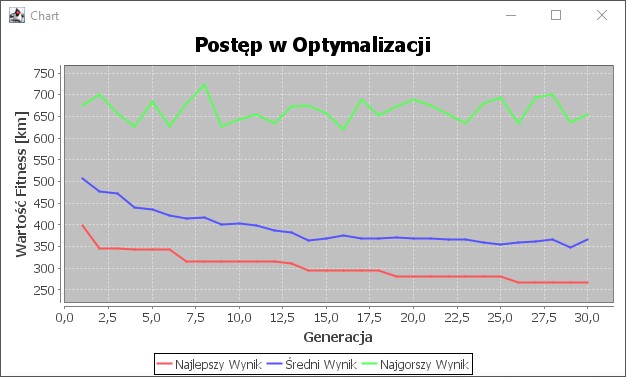 Chart
Postęp w Optymalizacji
Wartość Fitness [km]
750
700
650
600
550
500
450
400
350
300
250
0,0 2,5 5,0 7,5 10,0 12,5 15,0 17,5 20,0 22,5 25,0 27,5 30,0
Generacja
Najlepszy Wynik Średni Wynik Najgorszy Wynik